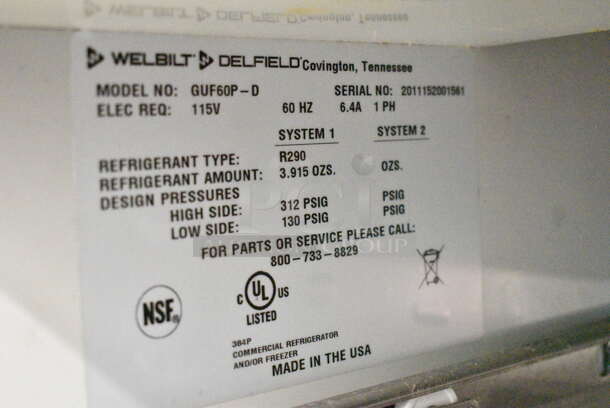 WELBILT DELFIELD Covington, Tennessee
MODEL NO: GUF60P-D SERIAL NO: 2011152001561
ELEC REQ: 115V 60 HZ 6.4A 1 PH
SYSTEM 1 SYSTEM 2
REFRIGERANT TYPE: R290
REFRIGERANT AMOUNT: 3.915 OZS. OZS.
DESIGN PRESSURES
HIGH SIDE: 312 PSIG PSIG
LOW SIDE: 130 PSIG PSIG
FOR PARTS OR SERVICE PLEASE CALL:
800-733-8829
NSF
C UL US
LISTED
384P
COMMERCIAL REFRIGERATOR
AND/OR FREEZER
MADE IN THE USA
PCI
GROUP